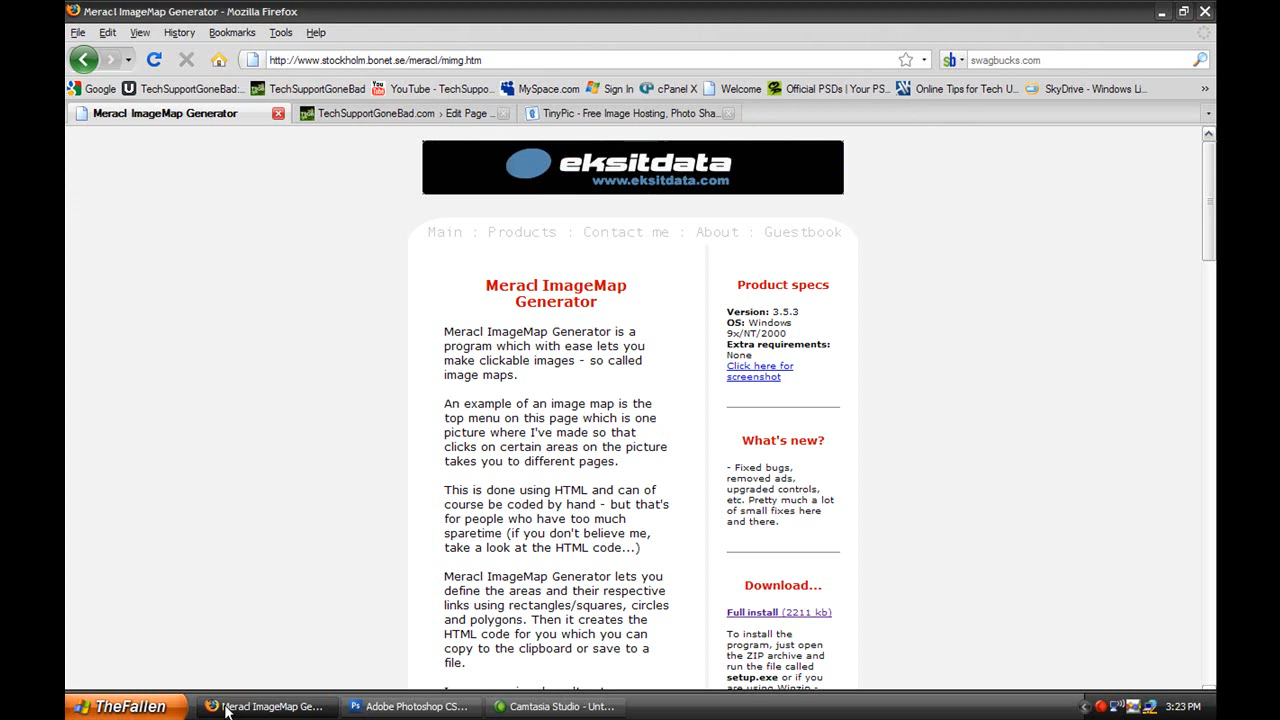 Meracl ImageMap Generator - Mozilla Firefox
File Edit View History Bookmarks Tools Help
http://www.stockholm.bonet.se/meracl/mimg.htm
swagbucks.com
Google TechSupportGoneBad:... TechSupportGoneBad YouTube - TechSuppo... MySpace.com Sign In cPanel X Welcome Official PSDs | Your PS... Online Tips for Tech U... SkyDrive - Windows Li... »
Meracl ImageMap Generator TechSupportGoneBad.com › Edit Page ... TinyPic - Free Image Hosting, Photo Sha...
eksitdata
www.eksitdata.com
Main : Products : Contact me : About : Guestbook
Meracl ImageMap
Generator
Meracl ImageMap Generator is a
program which with ease lets you
make clickable images - so called
image maps.
An example of an image map is the
top menu on this page which is one
picture where I've made so that
clicks on certain areas on the picture
takes you to different pages.
This is done using HTML and can of
course be coded by hand - but that's
for people who have too much
sparetime (if you don't believe me,
take a look at the HTML code...)
Meracl ImageMap Generator lets you
define the areas and their respective
links using rectangles/squares, circles
and polygons. Then it creates the
HTML code for you which you can
copy to the clipboard or save to a
file.
Product specs
Version: 3.5.3
OS: Windows
9x/NT/2000
Extra requirements:
None
Click here for
screenshot
What's new?
- Fixed bugs,
removed ads,
upgraded controls,
etc. Pretty much a lot
of small fixes here
and there.
Download...
Full install (2211 kb)
To install the
program, just open
the ZIP archive and
run the file called
setup.exe or if you
are using Winzip -
TheFallen Meracl ImageMap Ge... Adobe Photoshop CS... Camtasia Studio - Unt... 3:23 PM